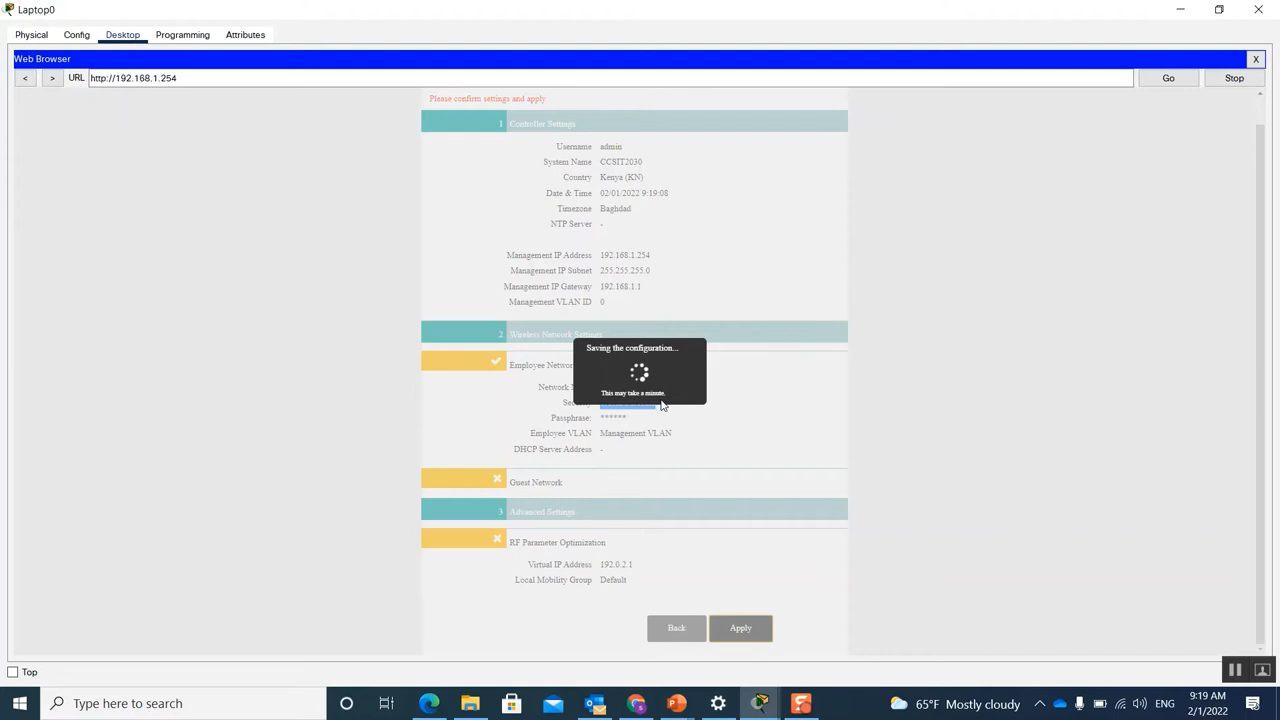 Laptop0
Physical Config Desktop Programming Attributes
Web Browser X
< > URL http://192.168.1.254 Go Stop
Please confirm settings and apply
1 Controller Settings
Username admin
System Name CCSIT2030
Country Kenya (KN)
Date & Time 02/01/2022 9:19:08
Timezone Baghdad
NTP Server -
Management IP Address 192.168.1.254
Management IP Subnet 255.255.255.0
Management IP Gateway 192.168.1.1
Management VLAN ID 0
2 Wireless Network Settings
Saving the configuration...
Employee Networ
Network
This may take a minute.
Passphrase: ******
Employee VLAN Management VLAN
DHCP Server Address -
Guest Network
3 Advanced Settings
RF Parameter Optimization
Virtual IP Address 192.0.2.1
Local Mobility Group Default
Back Apply
Top
Type here to search
65°F Mostly cloudy
9:19 AM
2/1/2022